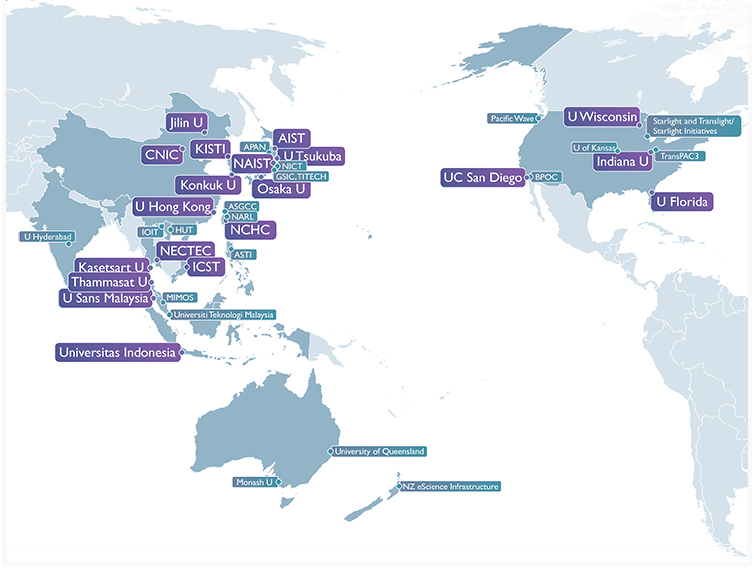 Jilin U
CNIC
KISTI
APAN
AIST
NAIST
U Tsukuba
NICT
GSIC, TITECH
Konkuk U
Osaka U
U Hong Kong
ASGCC
NARL
NCHC
IOIT
HUT
U Hyderabad
NECTEC
ASTI
Kasetsart U
ICST
Thammasat U
U Sans Malaysia
MIMOS
Universiti Teknologi Malaysia
Universitas Indonesia
University of Queensland
Monash U
NZ eScience Infrastructure
Pacific Wave
U Wisconsin
Starlight and Translight/
Starlight Initiatives
U of Kansas
Indiana U
TransPAC3
UC San Diego
BPOC
U Florida